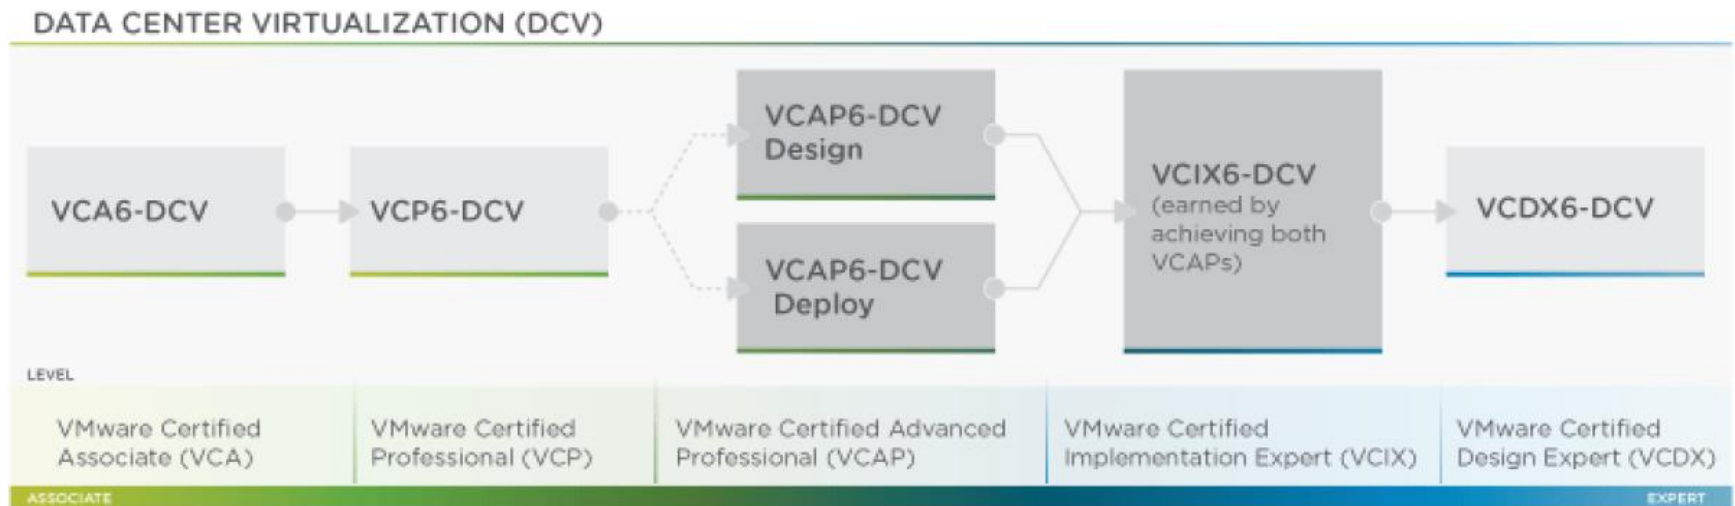 DATA CENTER VIRTUALIZATION (DCV)
VCA6-DCV
VCP6-DCV
VCAP6-DCV
Design
VCAP6-DCV
Deploy
VCIX6-DCV
(earned by
achieving both
VCAPs)
VCDX6-DCV
LEVEL
VMware Certified
Associate (VCA)
VMware Certified
Professional (VCP)
VMware Certified Advanced
Professional (VCAP)
VMware Certified
Implementation Expert (VCIX)
VMware Certified
Design Expert (VCDX)
ASSOCIATE
EXPERT